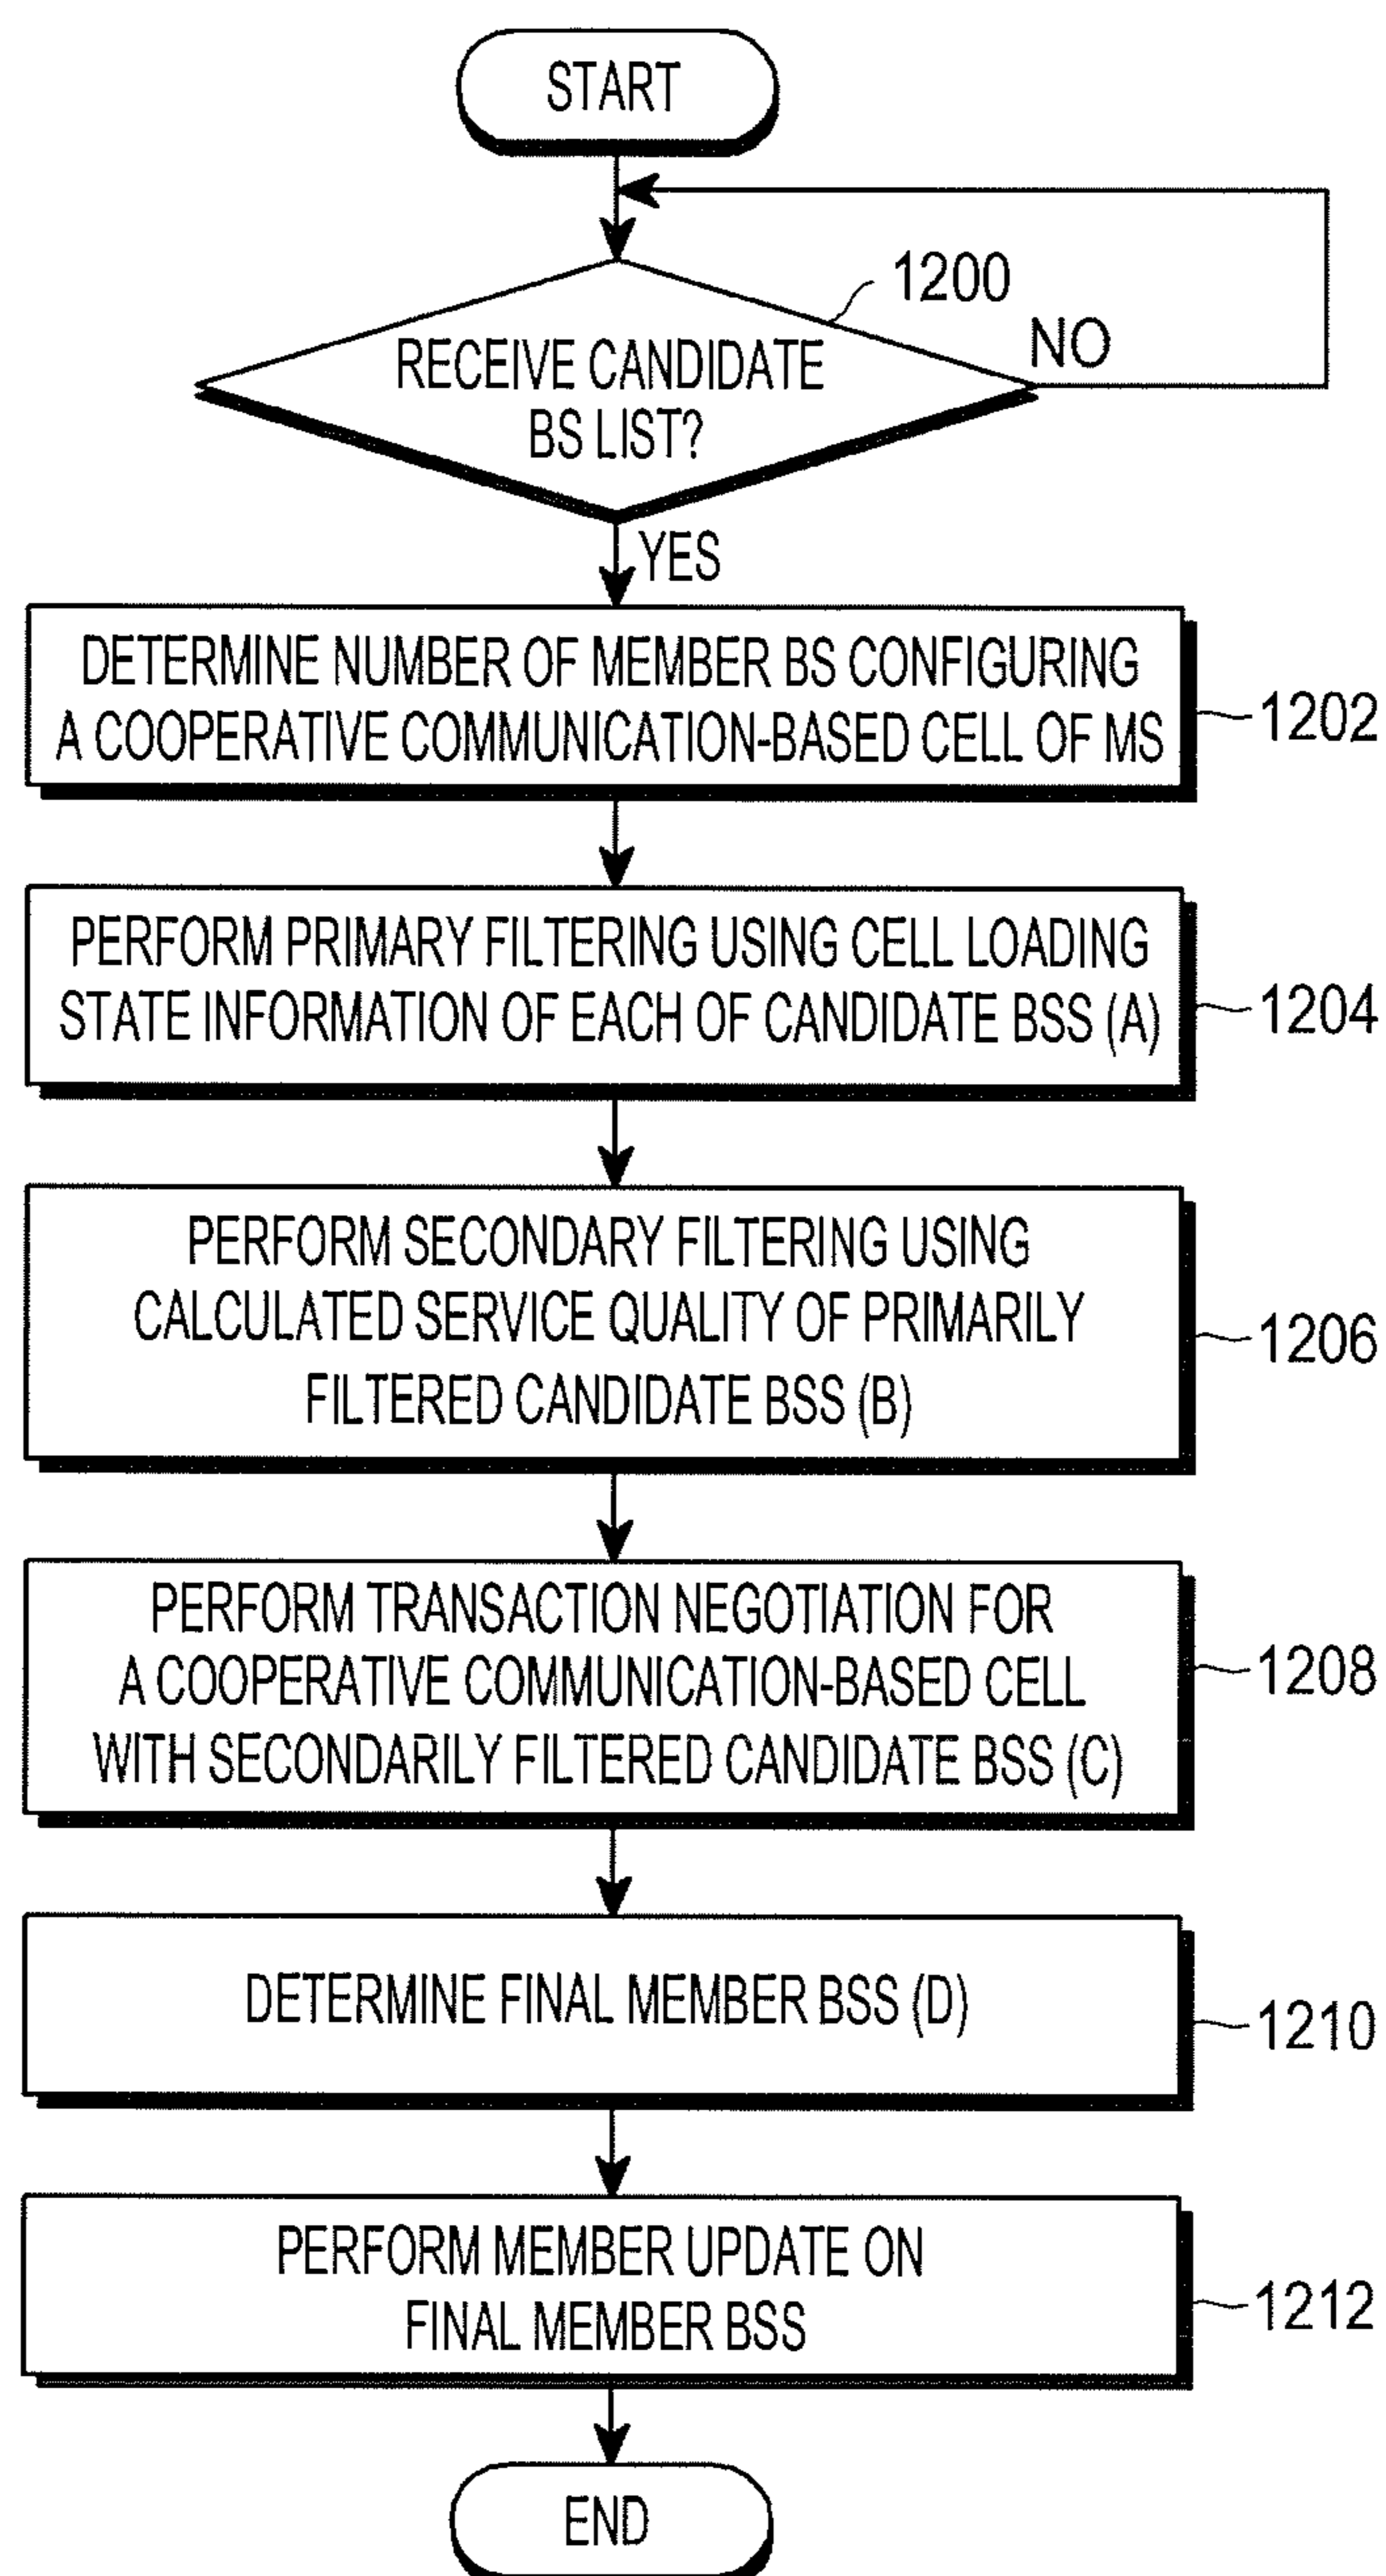 START
1200
NO
RECEIVE CANDIDATE
BS LIST?
YES
DETERMINE NUMBER OF MEMBER BS CONFIGURING
A COOPERATIVE COMMUNICATION-BASED CELL OF MS
1202
PERFORM PRIMARY FILTERING USING CELL LOADING
STATE INFORMATION OF EACH OF CANDIDATE BSS (A)
1204
PERFORM SECONDARY FILTERING USING
CALCULATED SERVICE QUALITY OF PRIMARILY
FILTERED CANDIDATE BSS (B)
1206
PERFORM TRANSACTION NEGOTIATION FOR
A COOPERATIVE COMMUNICATION-BASED CELL
WITH SECONDARILY FILTERED CANDIDATE BSS (C)
1208
DETERMINE FINAL MEMBER BSS (D)
1210
PERFORM MEMBER UPDATE ON
FINAL MEMBER BSS
1212
END